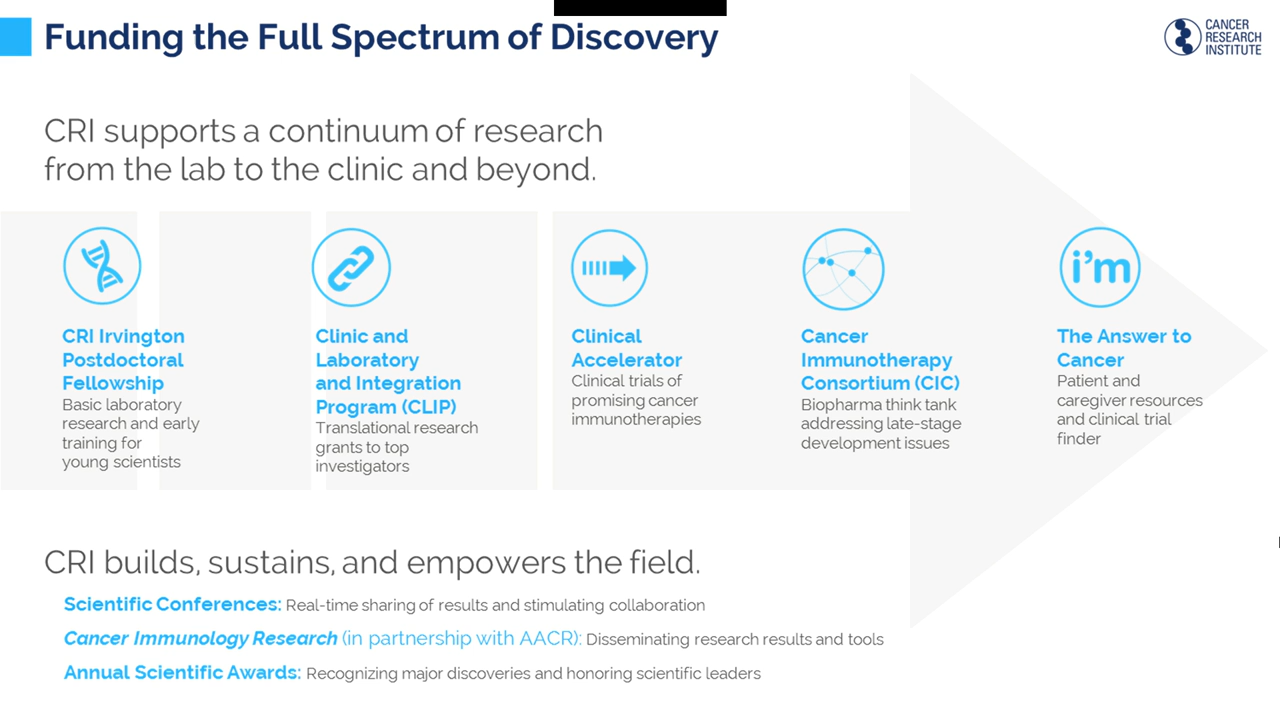 Funding the Full Spectrum of Discovery
CANCER
RESEARCH
INSTITUTE
CRI supports a continuum of research
from the lab to the clinic and beyond.
CRI Irvington
Postdoctoral
Fellowship
Basic laboratory
research and early
training for
young scientists
Clinic and
Laboratory
and Integration
Program (CLIP)
Translational research
grants to top
investigators
Clinical
Accelerator
Clinical trials of
promising cancer
immunotherapies
Cancer
Immunotherapy
Consortium (CIC)
Biopharma think tank
addressing late-stage
development issues
i'm
The Answer to
Cancer
Patient and
caregiver resources
and clinical trial
finder
CRI builds, sustains, and empowers the field.
Scientific Conferences: Real-time sharing of results and stimulating collaboration
Cancer Immunology Research (in partnership with AACR): Disseminating research results and tools
Annual Scientific Awards: Recognizing major discoveries and honoring scientific leaders